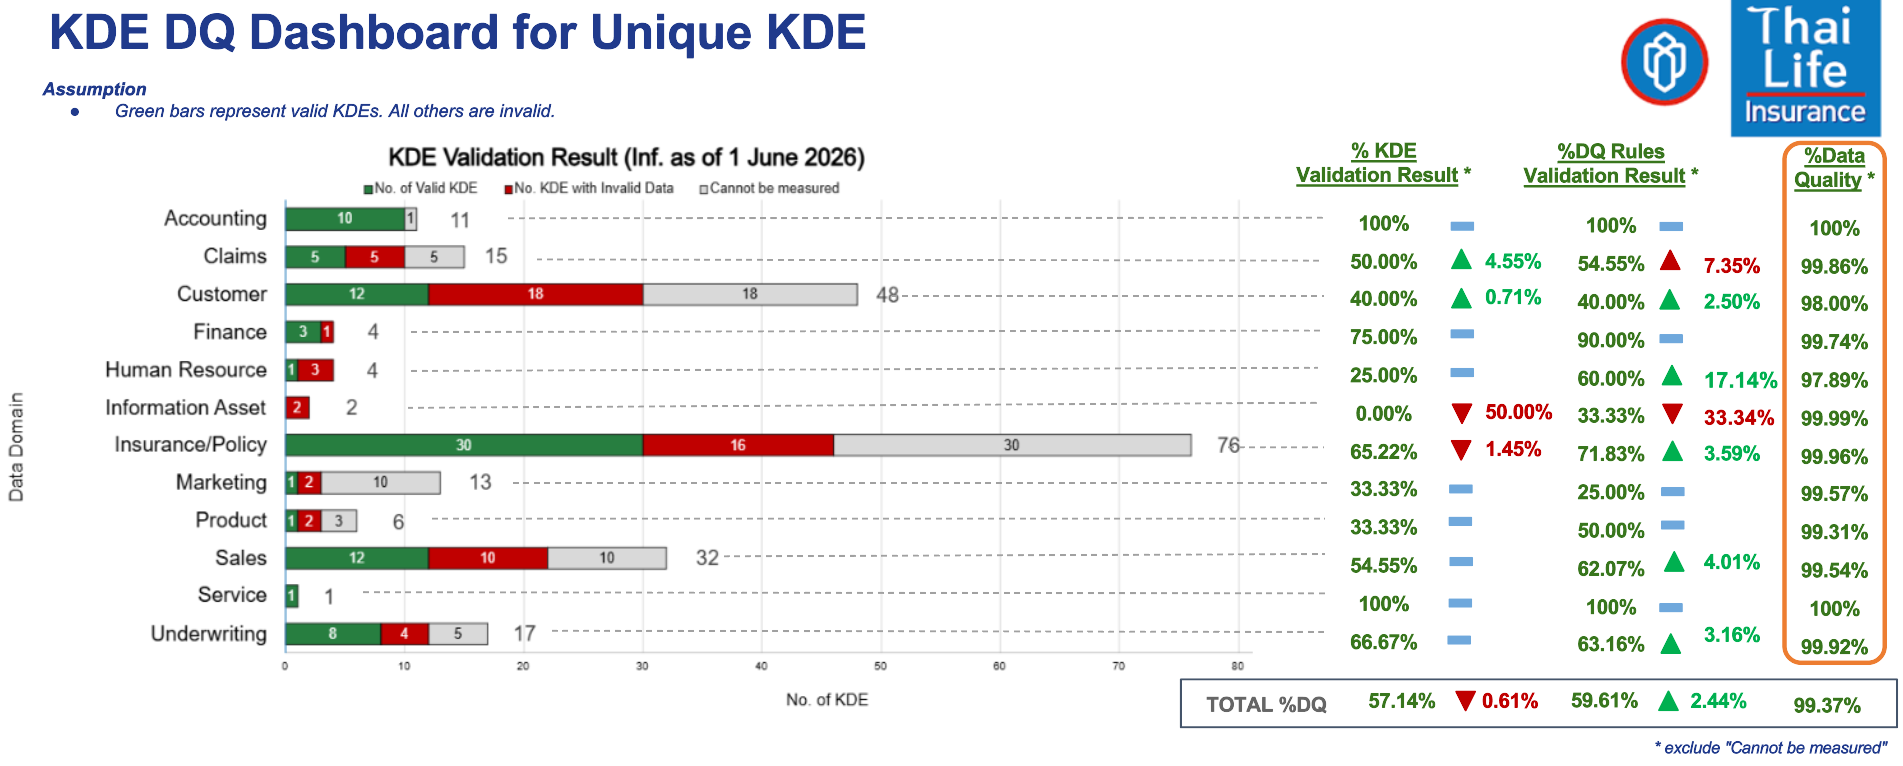 KDE DQ Dashboard for Unique KDE
Thai
Life
Insurance
Assumption
● Green bars represent valid KDEs. All others are invalid.
KDE Validation Result (Inf. as of 1 June 2026)
No. of Valid KDE No. KDE with Invalid Data Cannot be measured
% KDE
Validation Result *
%DQ Rules
Validation Result *
%Data
Quality *
Data Domain
Accounting 10 1 11 100% 100% 100%
Claims 5 5 5 15 50.00% 4.55% 54.55% 7.35% 99.86%
Customer 12 18 18 48 40.00% 0.71% 40.00% 2.50% 98.00%
Finance 3 1 4 75.00% 90.00% 99.74%
Human Resource 1 3 4 25.00% 60.00% 17.14% 97.89%
Information Asset 2 2 0.00% 50.00% 33.33% 33.34% 99.99%
Insurance/Policy 30 16 30 76 65.22% 1.45% 71.83% 3.59% 99.96%
Marketing 1 2 10 13 33.33% 25.00% 99.57%
Product 1 2 3 6 33.33% 50.00% 99.31%
Sales 12 10 10 32 54.55% 62.07% 4.01% 99.54%
Service 1 1 100% 100% 100%
Underwriting 8 4 5 17 66.67% 63.16% 3.16% 99.92%
0 10 20 30 40 50 60 70 80
No. of KDE
TOTAL %DQ 57.14% 0.61% 59.61% 2.44% 99.37%
* exclude "Cannot be measured"